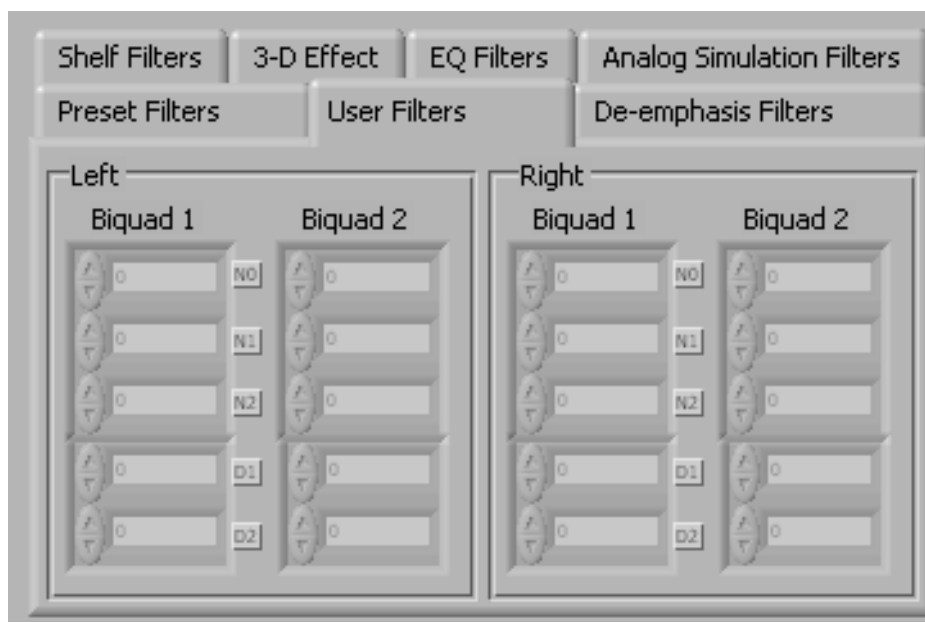 Shelf Filters 3-D Effect EQ Filters Analog Simulation Filters
Preset Filters User Filters De-emphasis Filters
Left Right
Biquad 1 Biquad 2 Biquad 1 Biquad 2
0 N0 0 0 N0 0
0 N1 0 0 N1 0
0 N2 0 0 N2 0
0 D1 0 0 D1 0
0 D2 0 0 D2 0